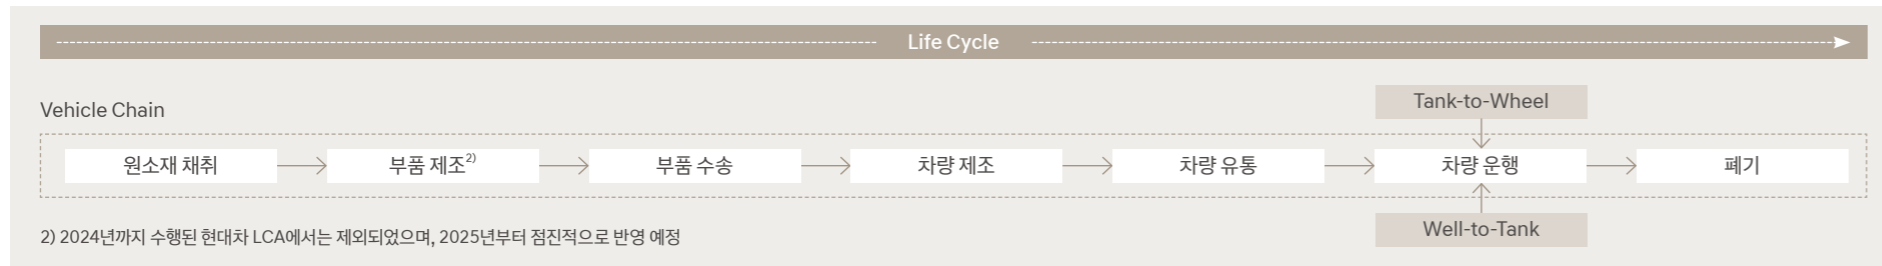 Life Cycle
Vehicle Chain
Tank-to-Wheel
원소재 채취
부품 제조2)
부품 수송
차량 제조
차량 유통
차량 운행
폐기
Well-to-Tank
2) 2024년까지 수행된 현대차 LCA에서는 제외되었으며, 2025년부터 점진적으로 반영 예정